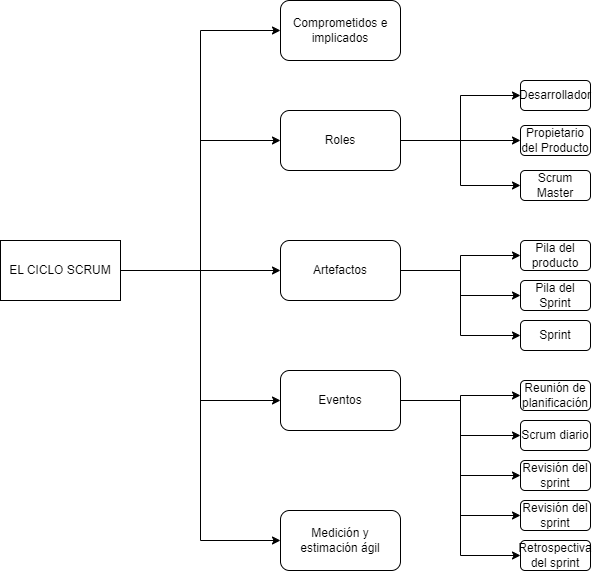 Comprometidos e
implicados
Desarrollador
Roles
Propietario
del Producto
Scrum
Master
EL CICLO SCRUM
Artefactos
Pila del
producto
Pila del
Sprint
Sprint
Eventos
Reunión de
planificación
Scrum diario
Revisión del
sprint
Revisión del
sprint
Medición y
estimación ágil
Retrospectiva
del sprint